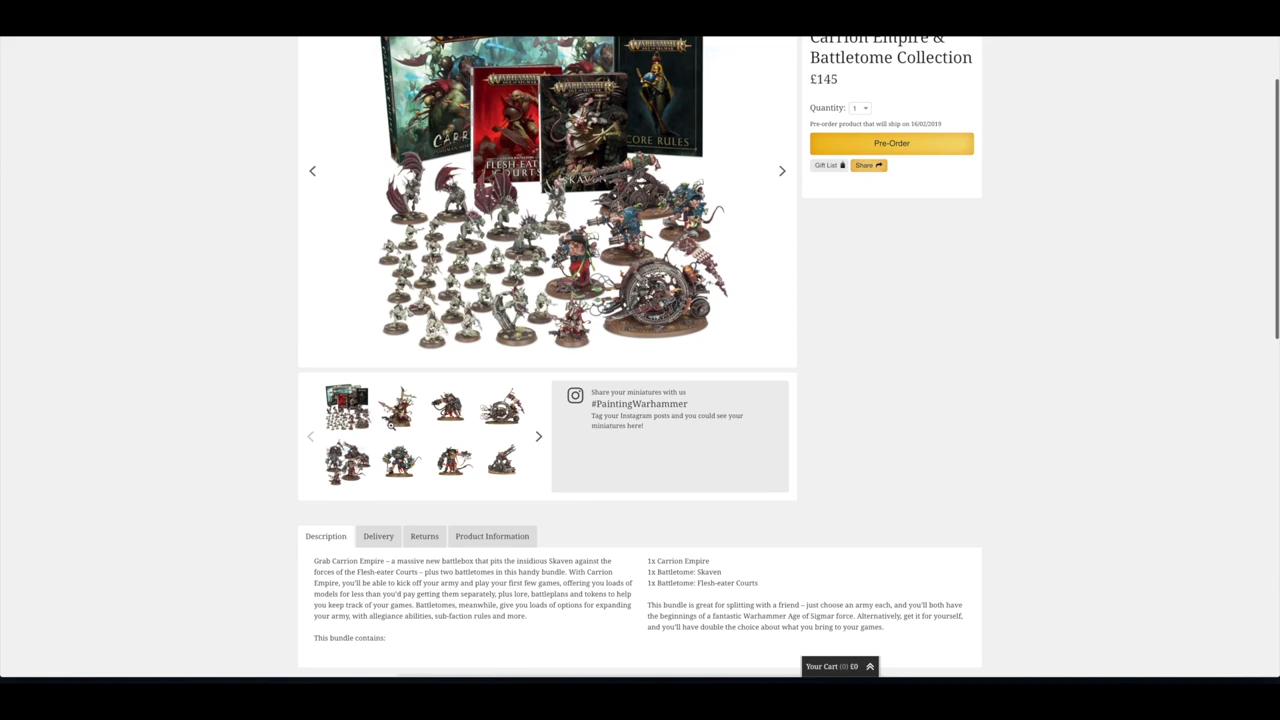 Carrion Empire &
Battletome Collection
£145
Quantity: 1
Pre-order product that will ship on 16/02/2019
Pre-Order
Gift List
Share
WARHAMMER
WARHAMMER
WARHAMMER
CARR
CORE RULES
FLESH-EAT
COURTS
SKAVEN
Share your miniatures with us
#PaintingWarhammer
Tag your Instagram posts and you could see your
miniatures here!
Description Delivery Returns Product Information
Grab Carrion Empire – a massive new battlebox that pits the insidious Skaven against the
forces of the Flesh-eater Courts – plus two battletomes in this handy bundle. With Carrion
Empire, you'll be able to kick off your army and play your first few games, offering you loads of
models for less than you'd pay getting them separately, plus lore, battleplans and tokens to help
you keep track of your games. Battletomes, meanwhile, give you loads of options for expanding
your army, with allegiance abilities, sub-faction rules and more.
This bundle contains:
1x Carrion Empire
1x Battletome: Skaven
1x Battletome: Flesh-eater Courts
This bundle is great for splitting with a friend – just choose an army each, and you'll both have
the beginnings of a fantastic Warhammer Age of Sigmar force. Alternatively, get it for yourself,
and you'll have double the choice about what you bring to your games.
Your Cart (0) £0